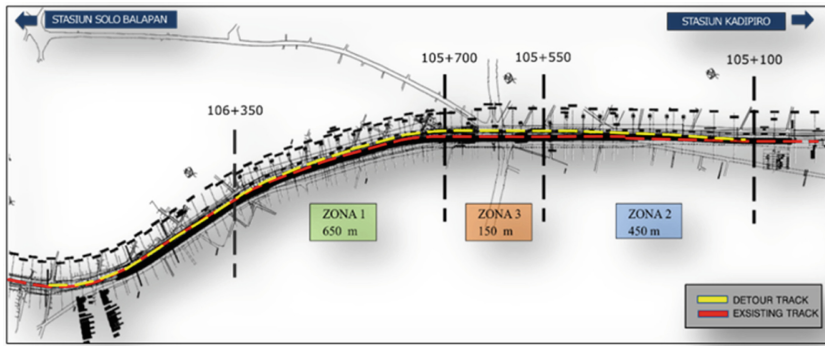 STASIUN SOLO BALAPAN
STASIUN KADIPIRO
105+700
105+550
105+100
106+350
ZONA 1
650 m
ZONA 3
150 m
ZONA 2
450 m
DETOUR TRACK
EXSISTING TRACK